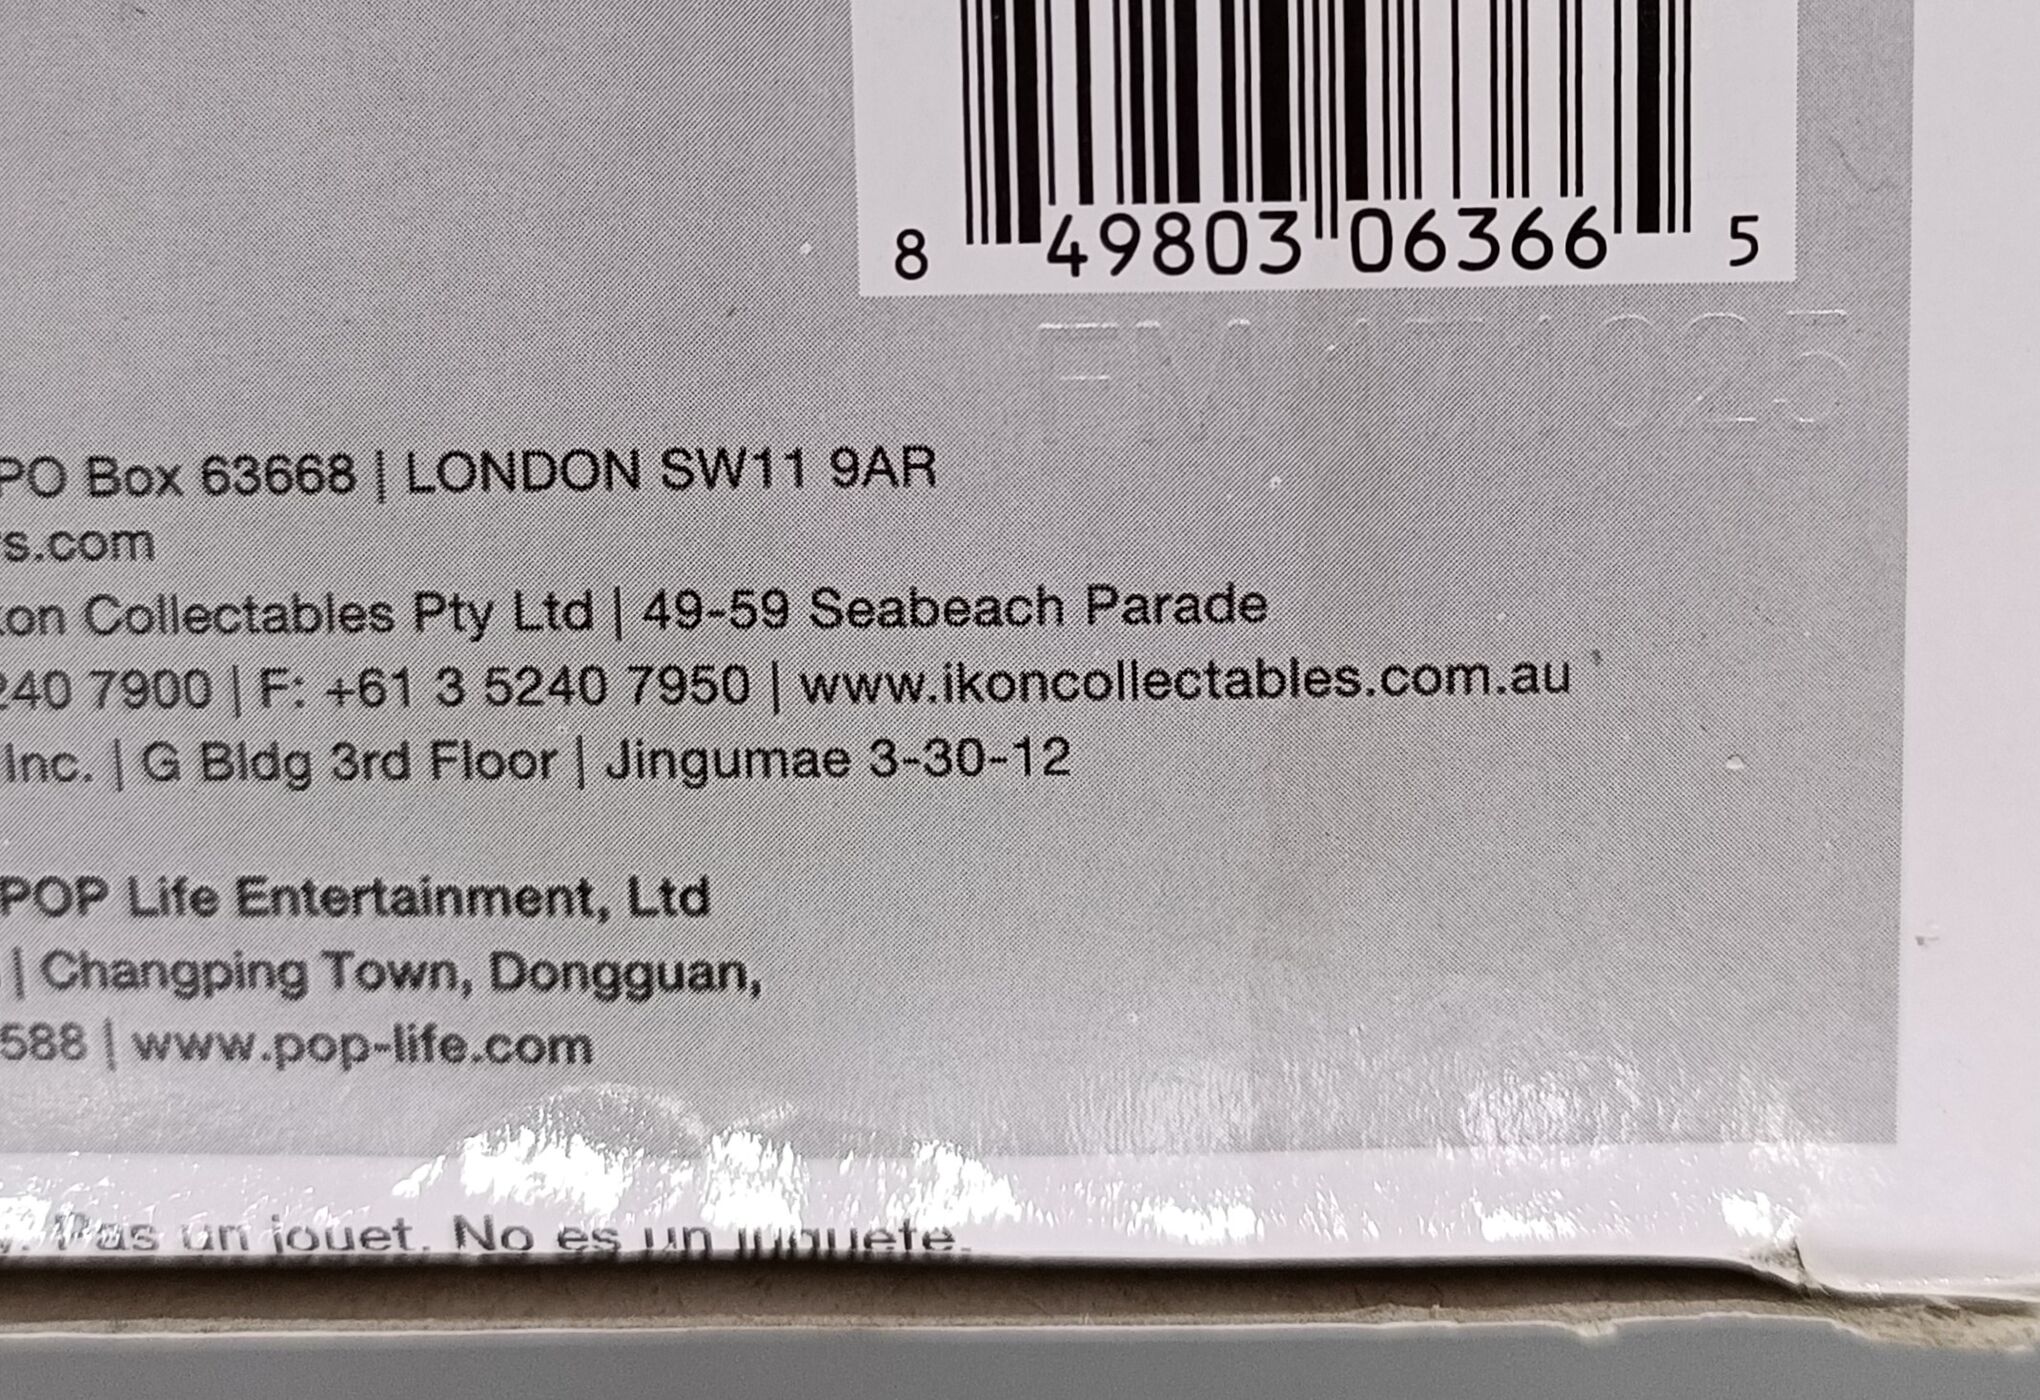 8 49803 06366 5
FM 171025
PO Box 63668 | LONDON SW11 9AR
s.com
on Collectables Pty Ltd | 49-59 Seabeach Parade
240 7900 | F: +61 3 5240 7950 | www.ikoncollectables.com.au
Inc. | G Bldg 3rd Floor | Jingumae 3-30-12
POP Life Entertainment, Ltd
| Changping Town, Dongguan,
588 | www.pop-life.com
Pas un jouet. No es un juguete.